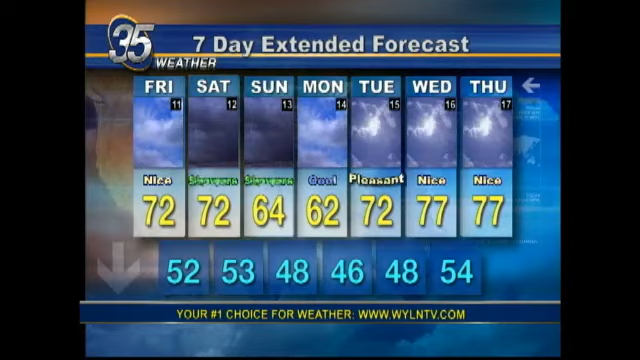 35
WEATHER
7 Day Extended Forecast
FRI SAT SUN MON TUE WED THU
11 12 13 14 15 16 17
Nice Showers Showers Cool Pleasant Nice Nice
72 72 64 62 72 77 77
52 53 48 46 48 54
YOUR #1 CHOICE FOR WEATHER: WWW.WYLNTV.COM